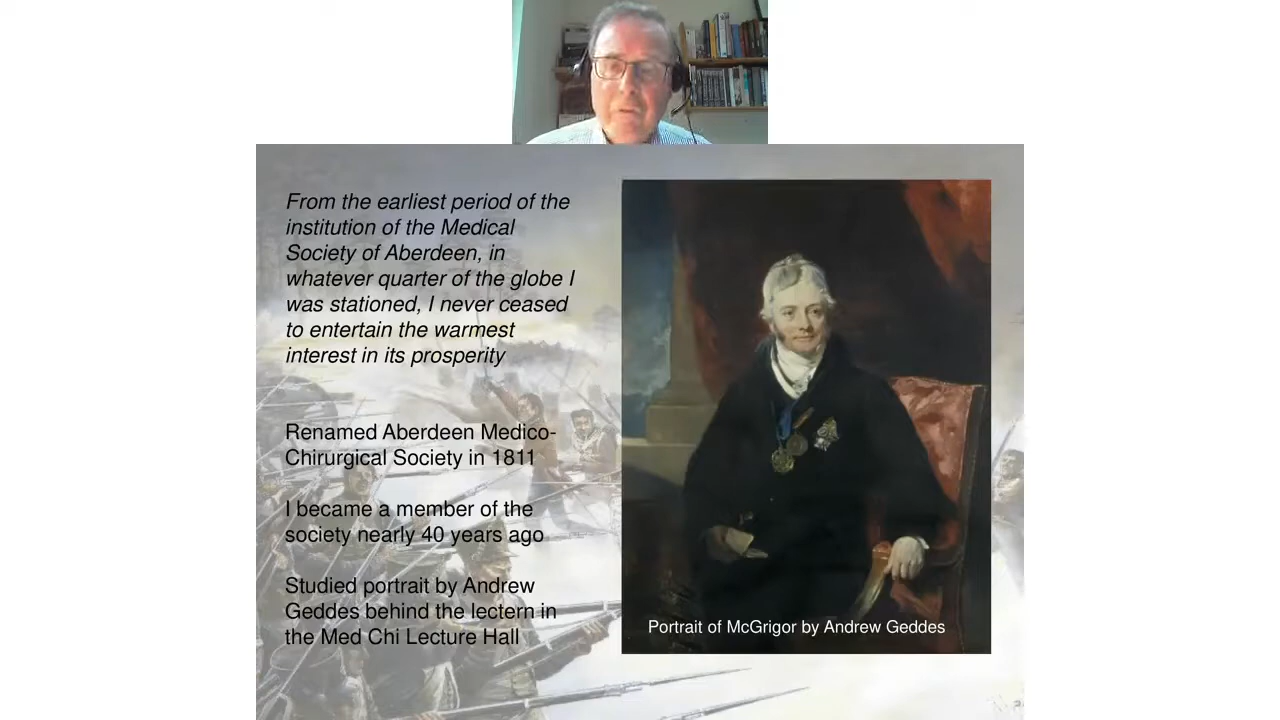 From the earliest period of the
institution of the Medical
Society of Aberdeen, in
whatever quarter of the globe I
was stationed, I never ceased
to entertain the warmest
interest in its prosperity
Renamed Aberdeen Medico-
Chirurgical Society in 1811
I became a member of the
society nearly 40 years ago
Studied portrait by Andrew
Geddes behind the lectern in
the Med Chi Lecture Hall
Portrait of McGrigor by Andrew Geddes